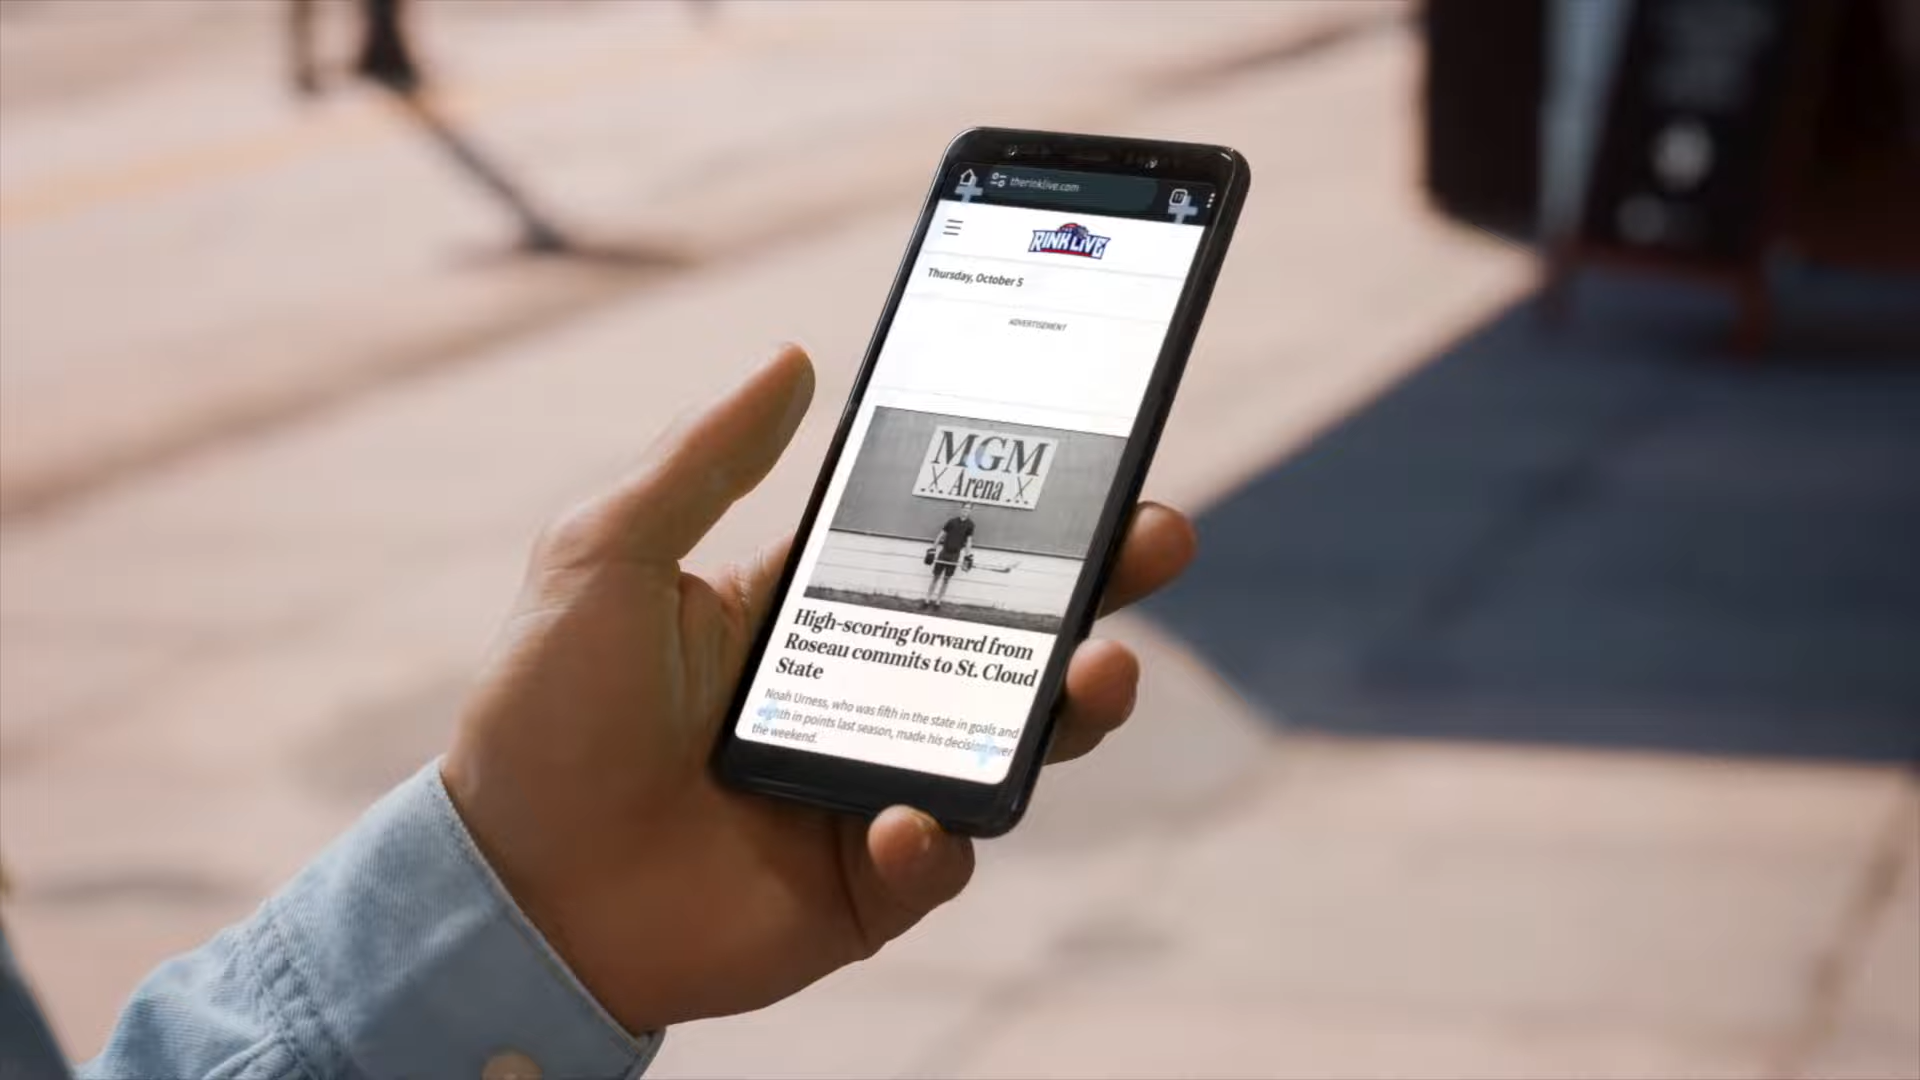 therinklive.com
RINK LIVE
Thursday, October 5
ADVERTISEMENT
MGM
Arena
High-scoring forward from
Roseau commits to St. Cloud
State
Noah Urness, who was fifth in the state in goals and
eighth in points last season, made his decision over
the weekend.